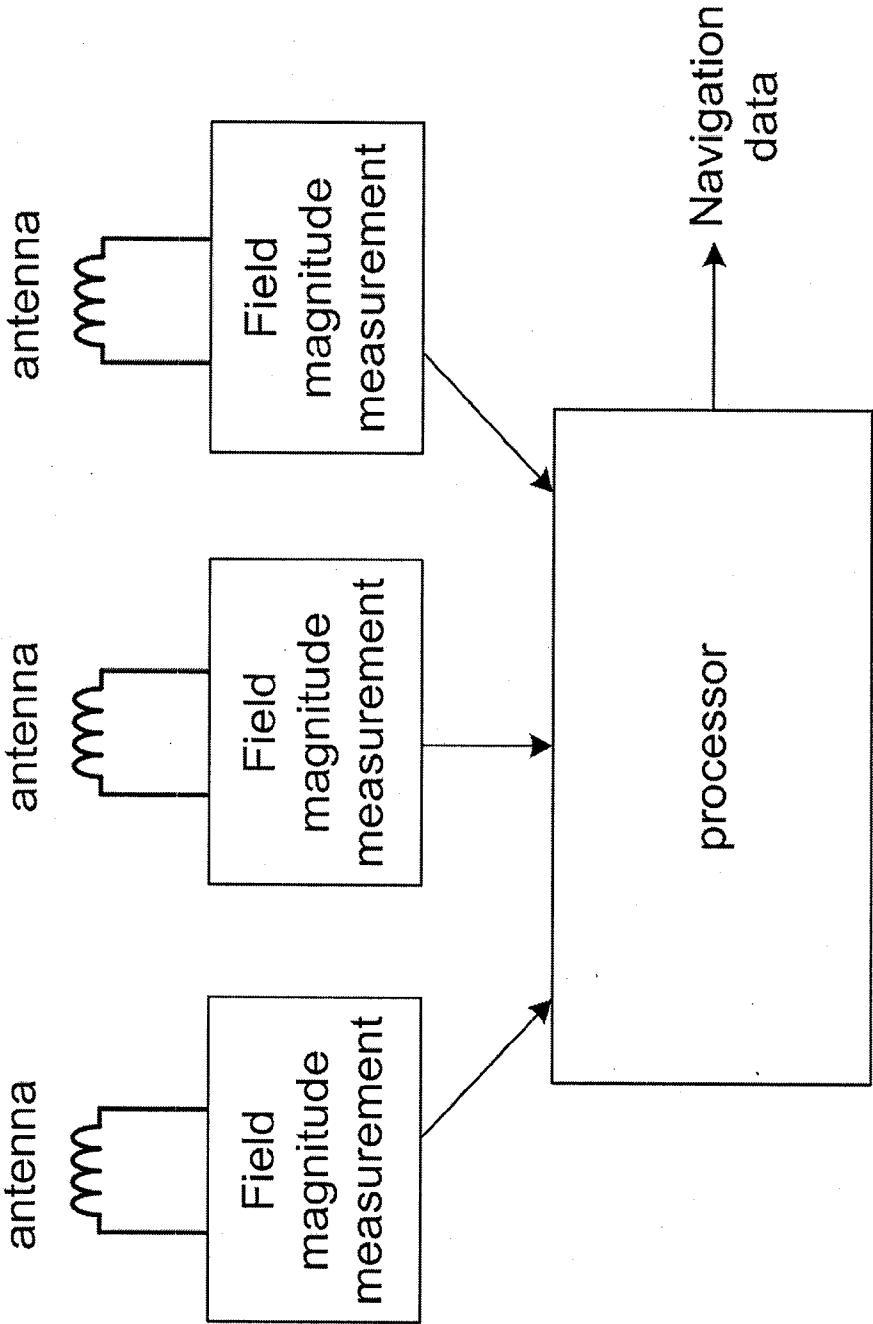 antenna
antenna
antenna
Field
magnitude
measurement
Field
magnitude
measurement
Field
magnitude
measurement
processor
Navigation
data